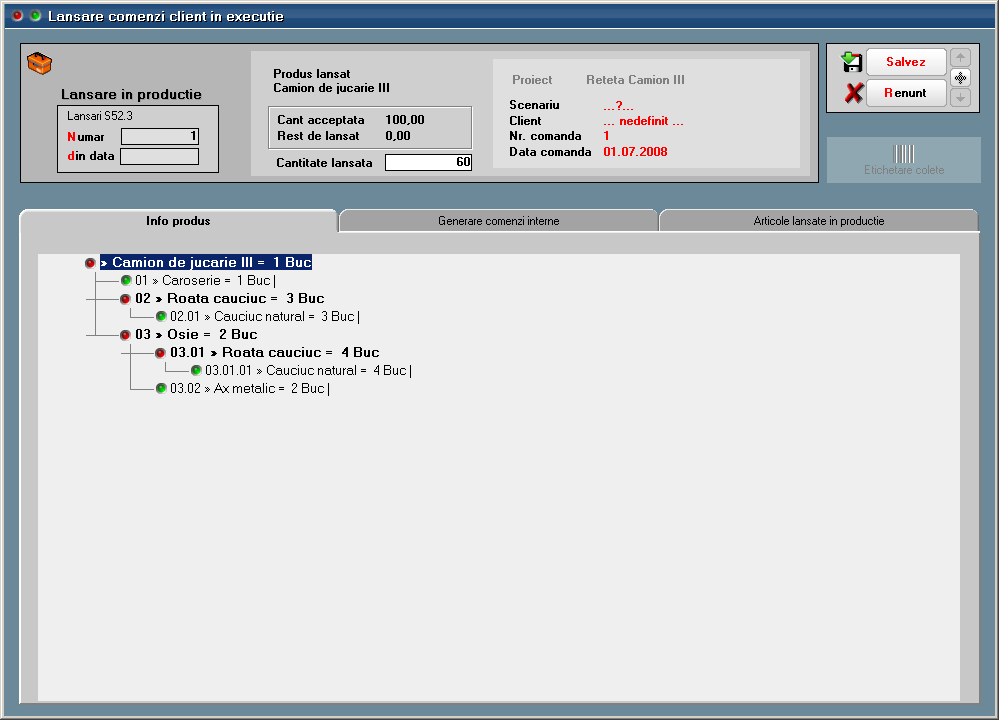 Lansare comenzi client in executie
Lansare in productie
Lansari S52.3
Numar 1
din data
Produs lansat
Camion de jucarie III
Cant acceptata 100,00
Rest de lansat 0,00
Cantitate lansata 60
Proiect Reteta Camion III
Scenariu ...?...
Client ... nedefinit ...
Nr. comanda 1
Data comanda 01.07.2008
Salvez
Renunt
Etichetare colete
Info produs
Generare comenzi interne
Articole lansate in productie
» Camion de jucarie III = 1 Buc
01 » Caroserie = 1 Buc |
02 » Roata cauciuc = 3 Buc
02.01 » Cauciuc natural = 3 Buc |
03 » Osie = 2 Buc
03.01 » Roata cauciuc = 4 Buc
03.01.01 » Cauciuc natural = 4 Buc |
03.02 » Ax metalic = 2 Buc |